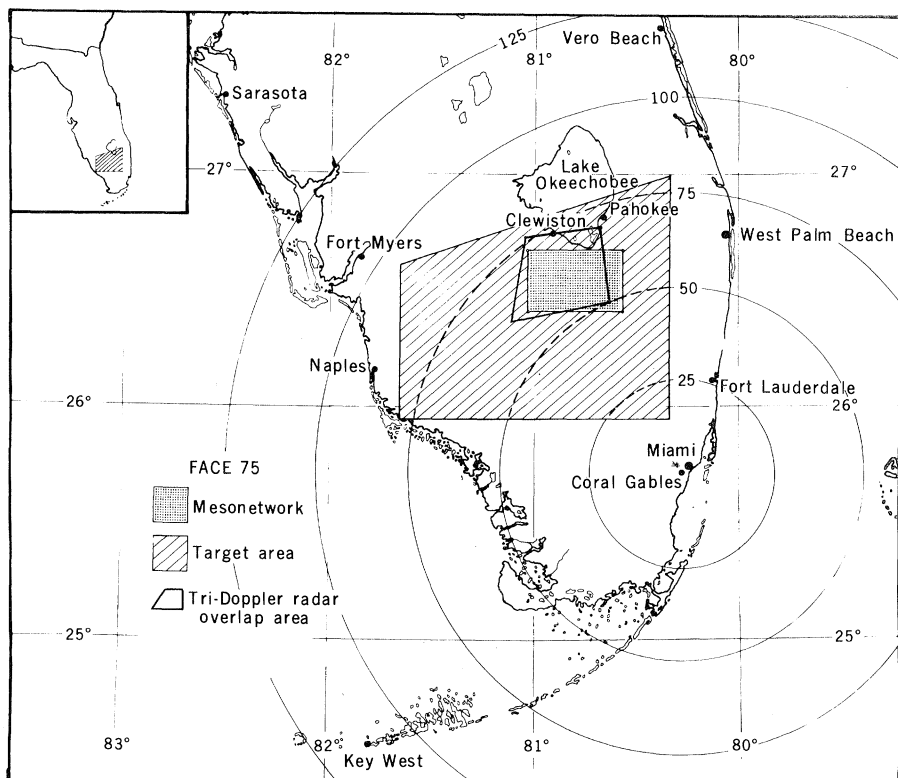 125
Vero Beach
82°
81°
80°
Sarasota
100
27°
Lake
Okeechobee
27°
75
Clewiston
Pahokee
Fort Myers
West Palm Beach
50
Naples
25
Fort Lauderdale
26°
26°
Miami
Coral Gables
FACE 75
Mesonetwork
Target area
Tri-Doppler radar
overlap area
25°
25°
83°
82°
81°
80°
Key West